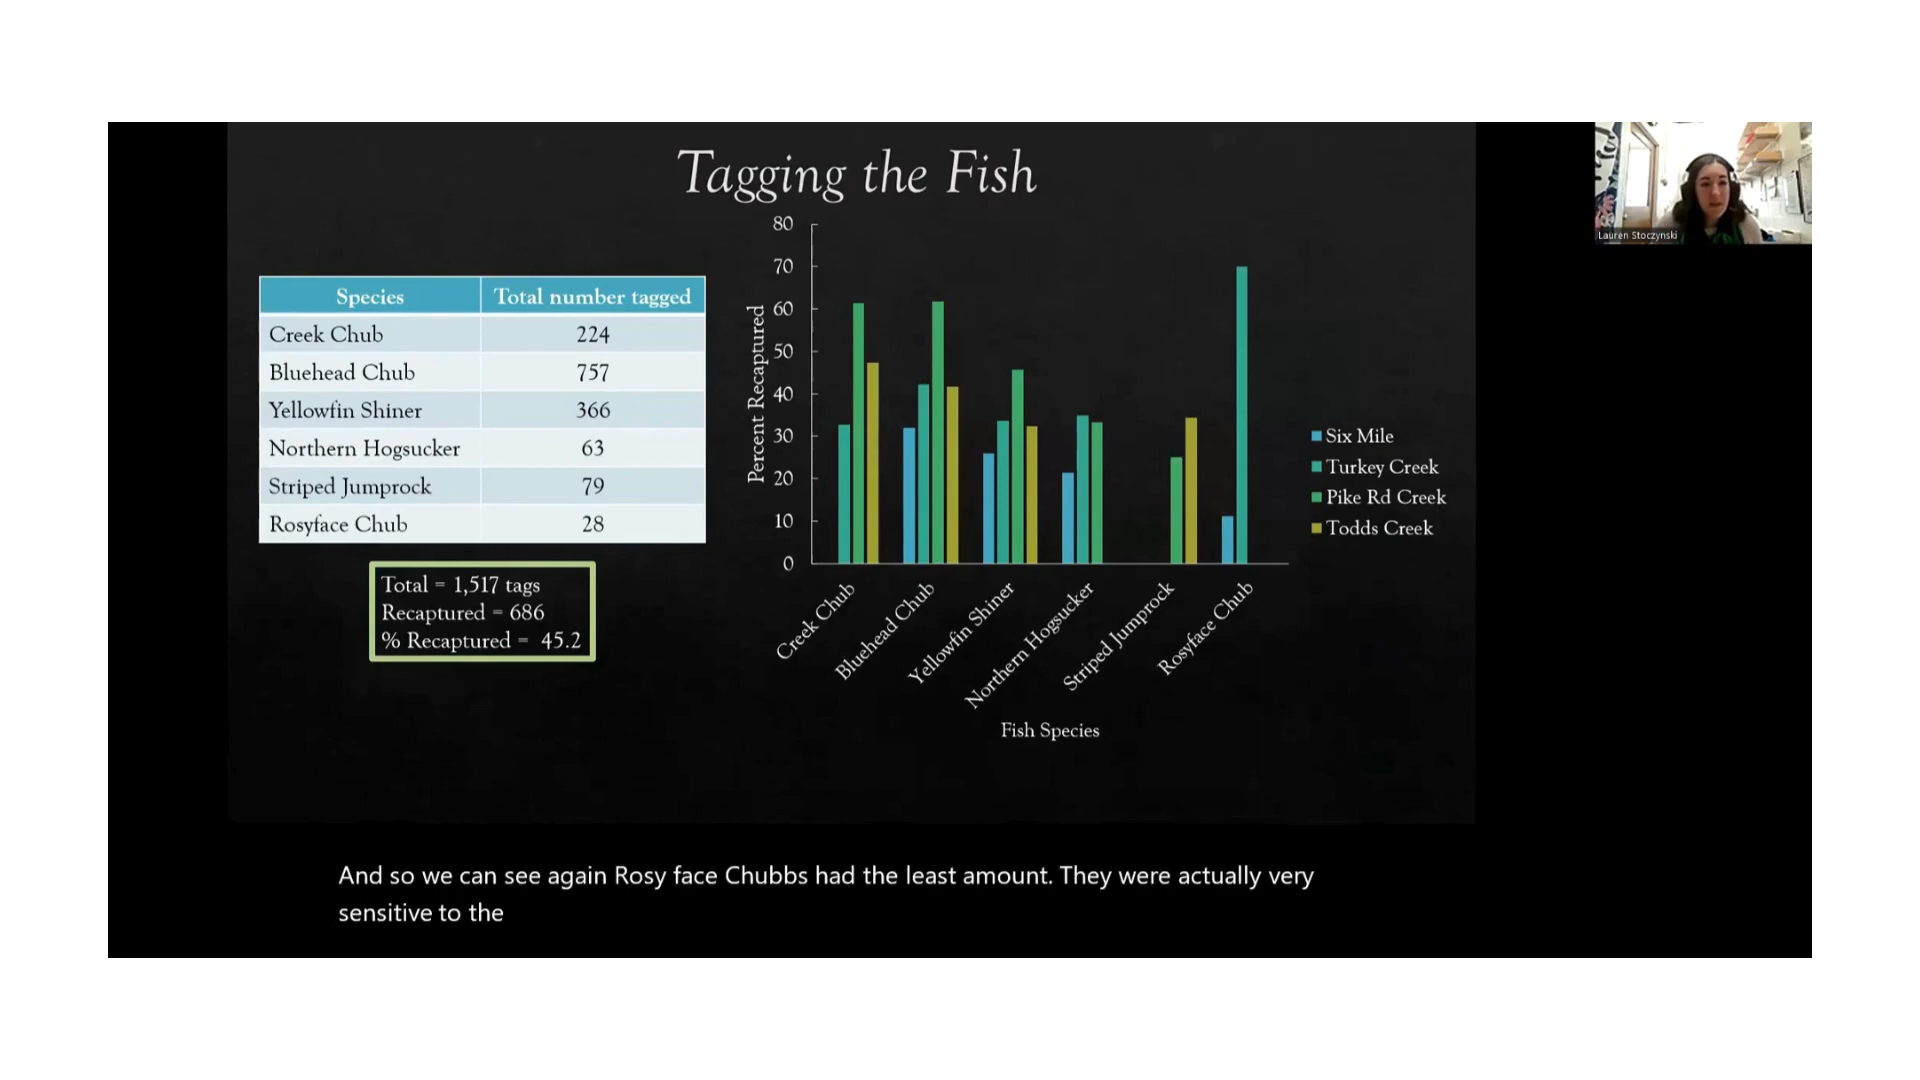 Tagging the Fish
Species Total number tagged
Creek Chub 224
Bluehead Chub 757
Yellowfin Shiner 366
Northern Hogsucker 63
Striped Jumprock 79
Rosyface Chub 28
Total = 1,517 tags
Recaptured = 686
% Recaptured = 45.2
Percent Recaptured
80
70
60
50
40
30
20
10
0
Creek Chub
Bluehead Chub
Yellowfin Shiner
Northern Hogsucker
Striped Jumprock
Rosyface Chub
Fish Species
Six Mile
Turkey Creek
Pike Rd Creek
Todds Creek
Lauren Stoczynski
And so we can see again Rosy face Chubbs had the least amount. They were actually very
sensitive to the